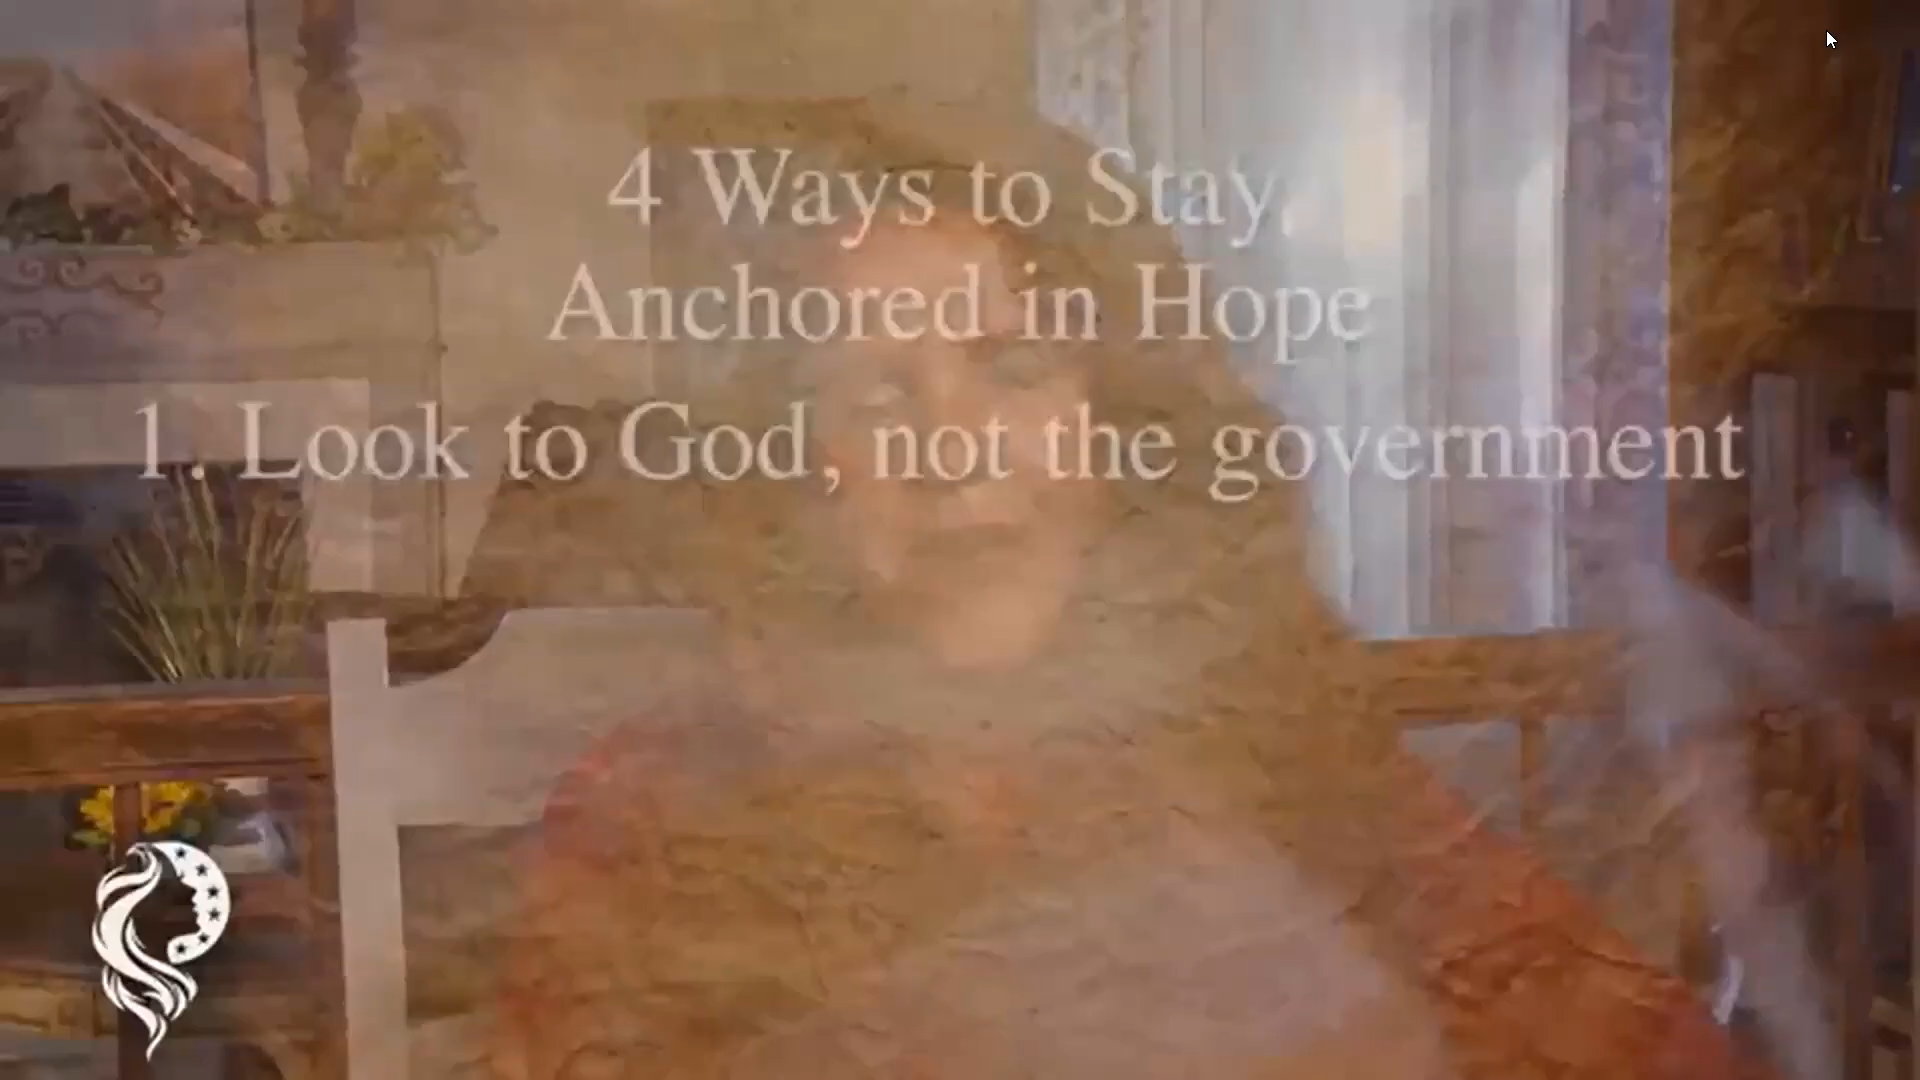 4 Ways to Stay
Anchored in Hope
1. Look to God, not the government